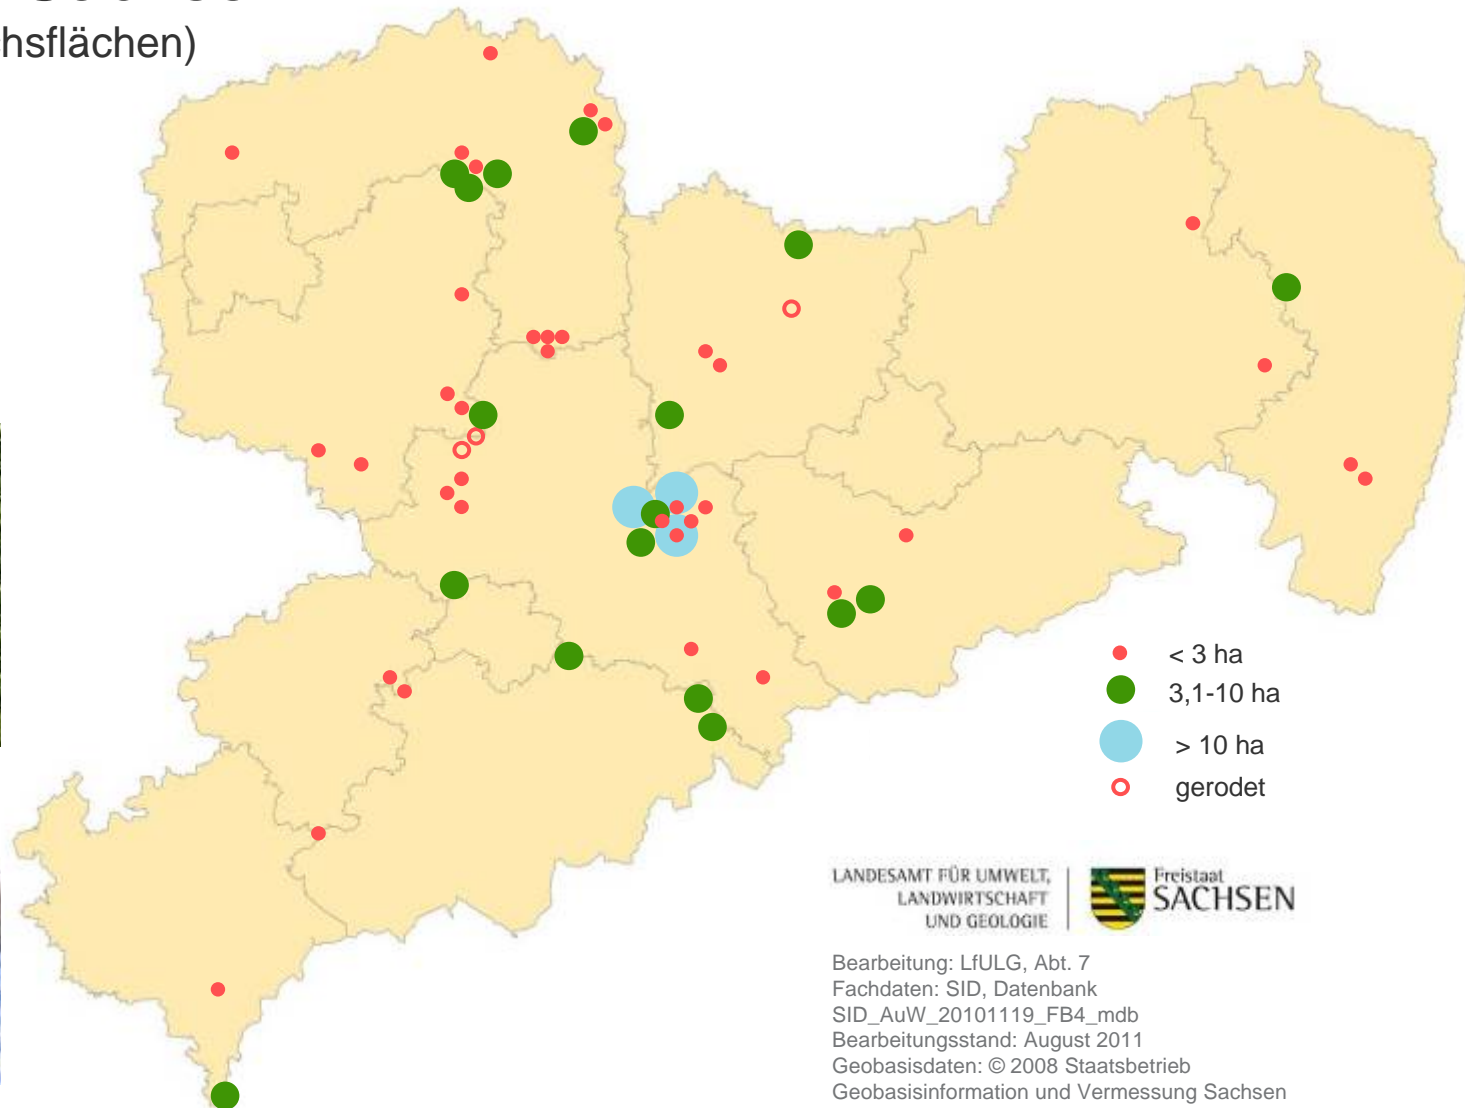 hsflächen)
< 3 ha
3,1-10 ha
> 10 ha
gerodet
LANDESAMT FÜR UMWELT,
LANDWIRTSCHAFT
UND GEOLOGIE
Freistaat
SACHSEN
Bearbeitung: LfULG, Abt. 7
Fachdaten: SID, Datenbank
SID_AuW_20101119_FB4_mdb
Bearbeitungsstand: August 2011
Geobasisdaten: © 2008 Staatsbetrieb
Geobasisinformation und Vermessung Sachsen